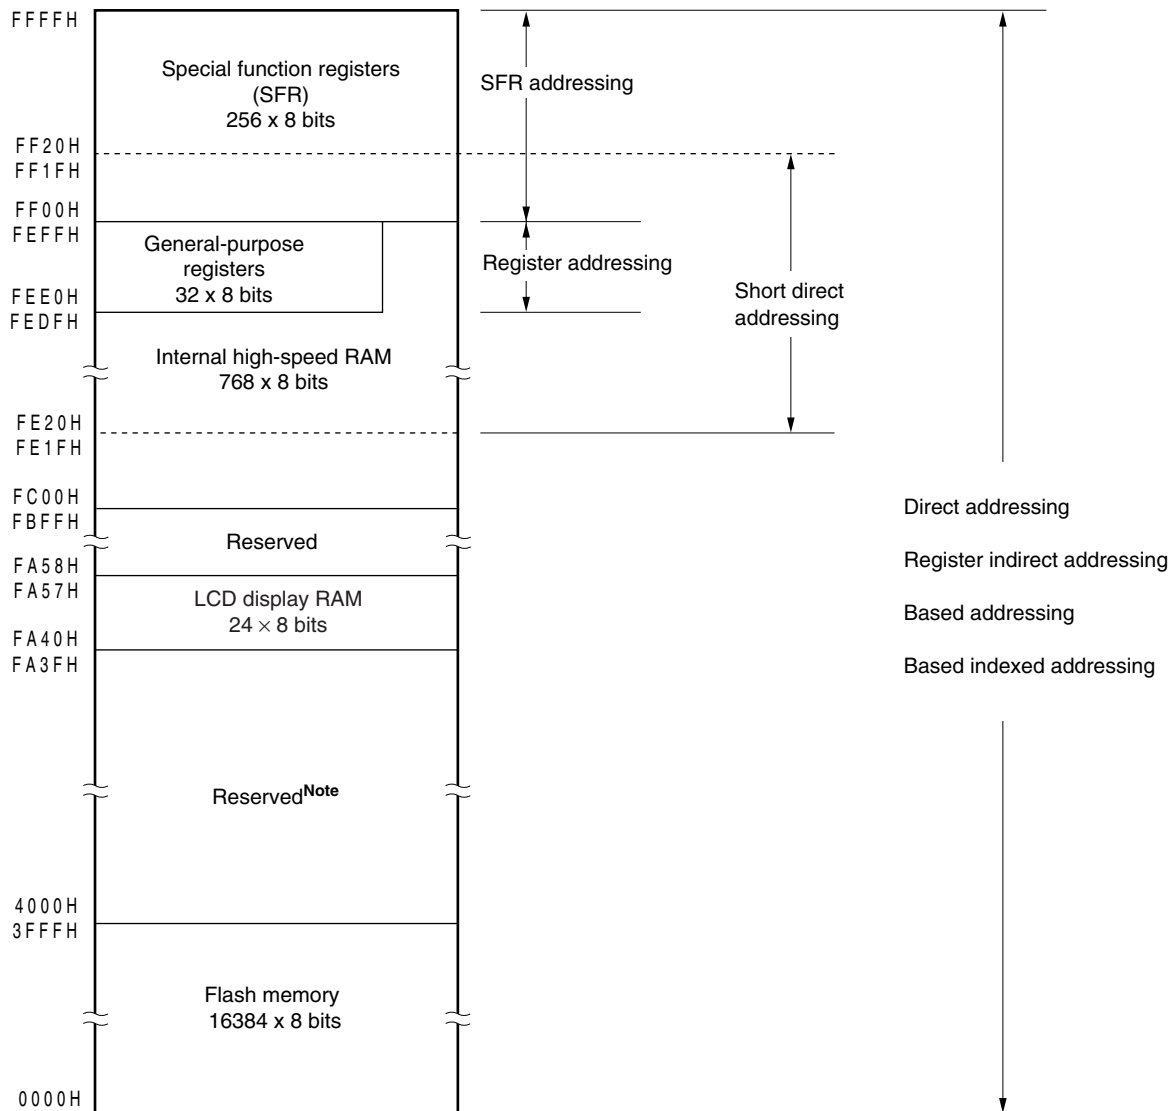 FFFFH
Special function registers
(SFR)
256 x 8 bits
SFR addressing
FF20H
FF1FH
FF00H
FEFFH
General-purpose
registers
32 x 8 bits
Register addressing
FEE0H
FEDFH
Short direct
addressing
Internal high-speed RAM
768 x 8 bits
FE20H
FE1FH
FC00H
FBFFH
Reserved
FA58H
FA57H
LCD display RAM
24 × 8 bits
FA40H
FA3FH
Direct addressing
Register indirect addressing
Based addressing
Based indexed addressing
ReservedNote
4000H
3FFFH
Flash memory
16384 x 8 bits
0000H